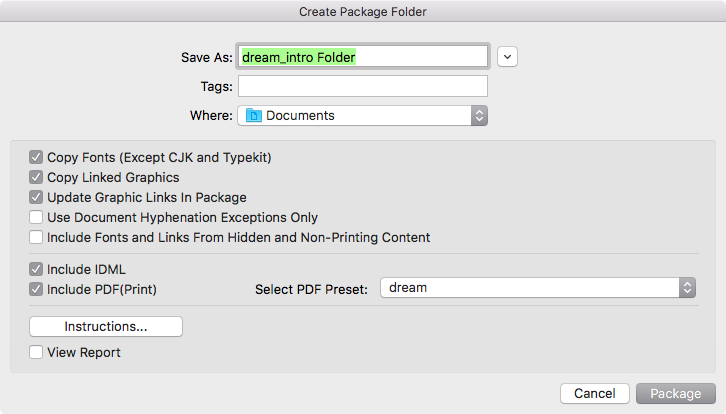 Create Package Folder
Save As: dream_intro Folder
Tags:
Where: Documents
Copy Fonts (Except CJK and Typekit)
Copy Linked Graphics
Update Graphic Links In Package
Use Document Hyphenation Exceptions Only
Include Fonts and Links From Hidden and Non-Printing Content
Include IDML
Include PDF(Print) Select PDF Preset: dream
Instructions...
View Report
Cancel Package